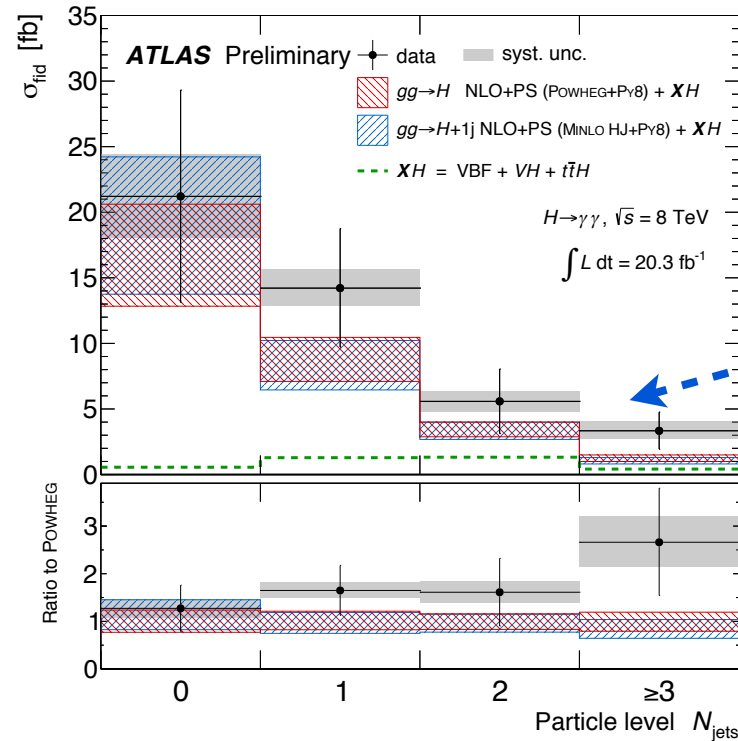 σfid [fb]
35
30
25
20
15
10
5
0
ATLAS Preliminary
data
syst. unc.
gg→H NLO+PS (POWHEG+PY8) + XH
gg→H+1j NLO+PS (MINLO HJ+PY8) + XH
XH = VBF + VH + tt̄H
H→γγ, √s = 8 TeV
∫L dt = 20.3 fb⁻¹
Ratio to POWHEG
3
2
1
0
0 1 2 ≥3
Particle level Njets